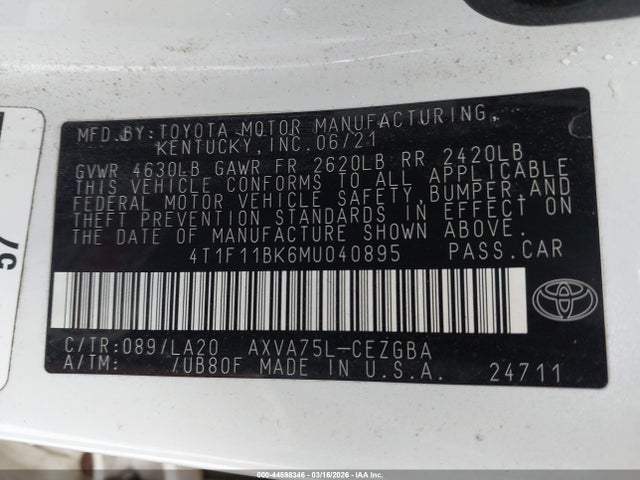 MFD. BY: TOYOTA MOTOR MANUFACTURING,
KENTUCKY, INC. 06/21
GVWR 4630LB GAWR FR 2620LB RR 2420LB
THIS VEHICLE CONFORMS TO ALL APPLICABLE
FEDERAL MOTOR VEHICLE SAFETY, BUMPER, AND
THEFT PREVENTION STANDARDS IN EFFECT ON
THE DATE OF MANUFACTURE SHOWN ABOVE.
4T1F11BK6MU040895 PASS.CAR
C/TR:089/LA20 AXVA75L-CEZGBA
A/TM: /UB80F MADE IN U.S.A. 24711
57
000-44598346 | 03/16/2026 - IAAI